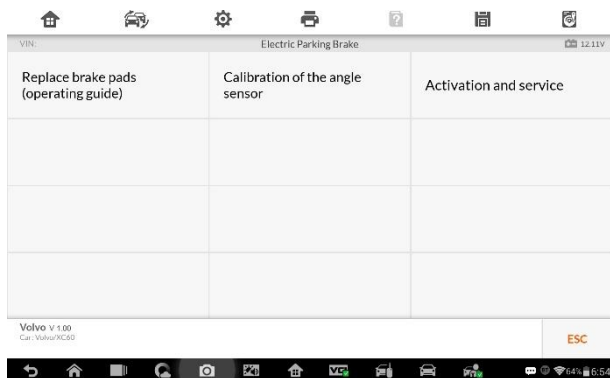 VIN:
Electric Parking Brake
12.11V
Replace brake pads
(operating guide)
Calibration of the angle
sensor
Activation and service
Volvo V 1.00
Car: Volvo/XC60
ESC
VCI
64%
6:54